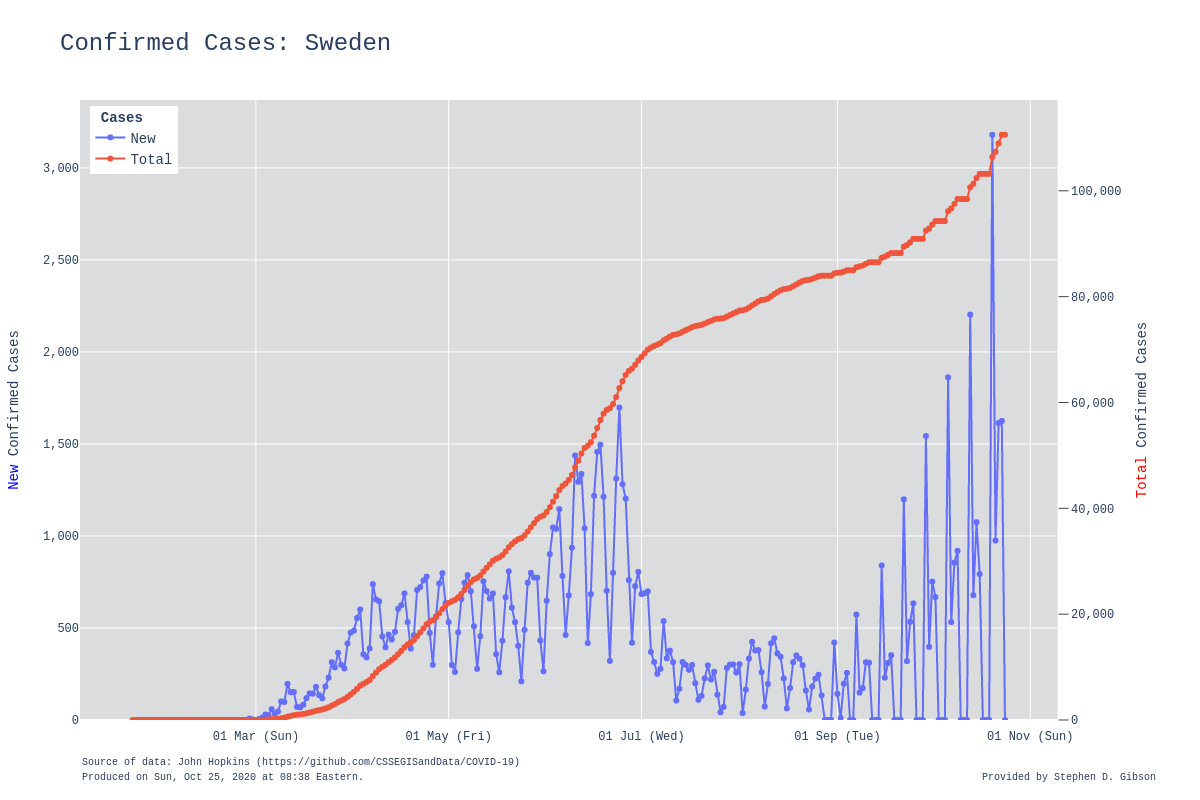 Confirmed Cases: Sweden
Cases
New
Total
3,000
2,500
2,000
1,500
1,000
500
0
100,000
80,000
60,000
40,000
20,000
0
New Confirmed Cases
Total Confirmed Cases
01 Mar (Sun)
01 May (Fri)
01 Jul (Wed)
01 Sep (Tue)
01 Nov (Sun)
Source of data: John Hopkins (https://github.com/CSSEGISandData/COVID-19)
Produced on Sun, Oct 25, 2020 at 08:38 Eastern.
Provided by Stephen D. Gibson